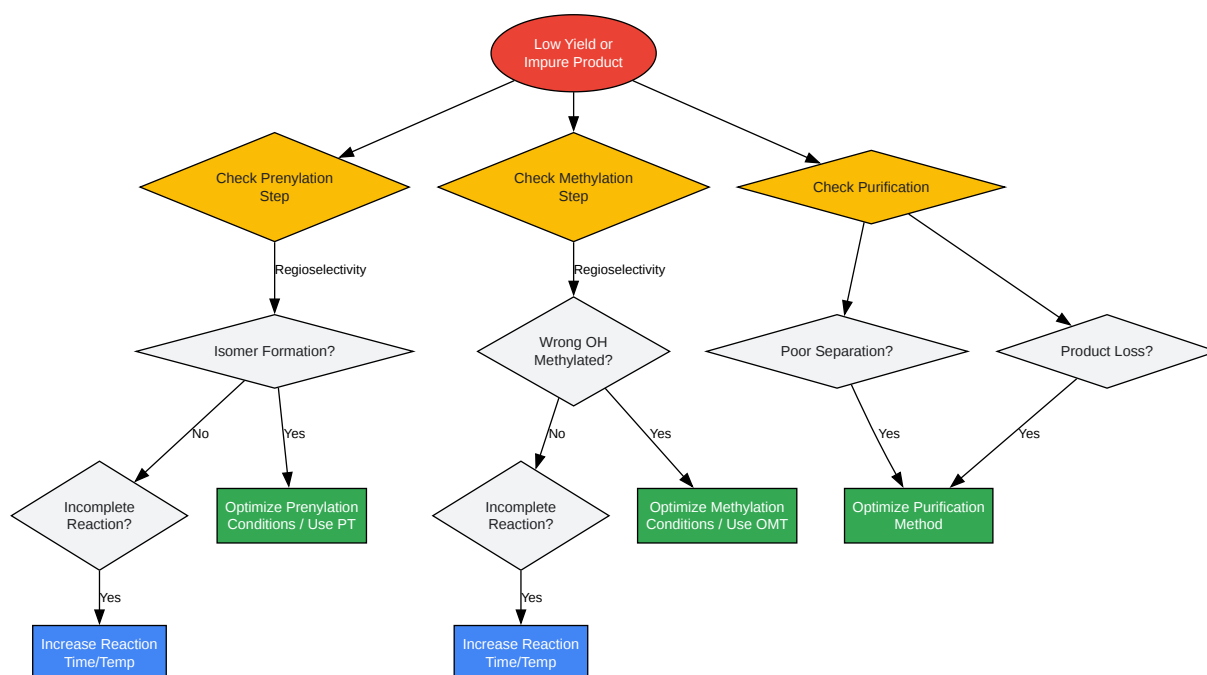 Low Yield or
Impure Product
Check Prenylation
Step
Check Methylation
Step
Check Purification
Regioselectivity
Regioselectivity
Isomer Formation?
Wrong OH
Methylated?
Poor Separation?
Product Loss?
No
Yes
No
Yes
Yes
Yes
Incomplete
Reaction?
Optimize Prenylation
Conditions / Use PT
Incomplete
Reaction?
Optimize Methylation
Conditions / Use OMT
Optimize Purification
Method
Yes
Yes
Increase Reaction
Time/Temp
Increase Reaction
Time/Temp